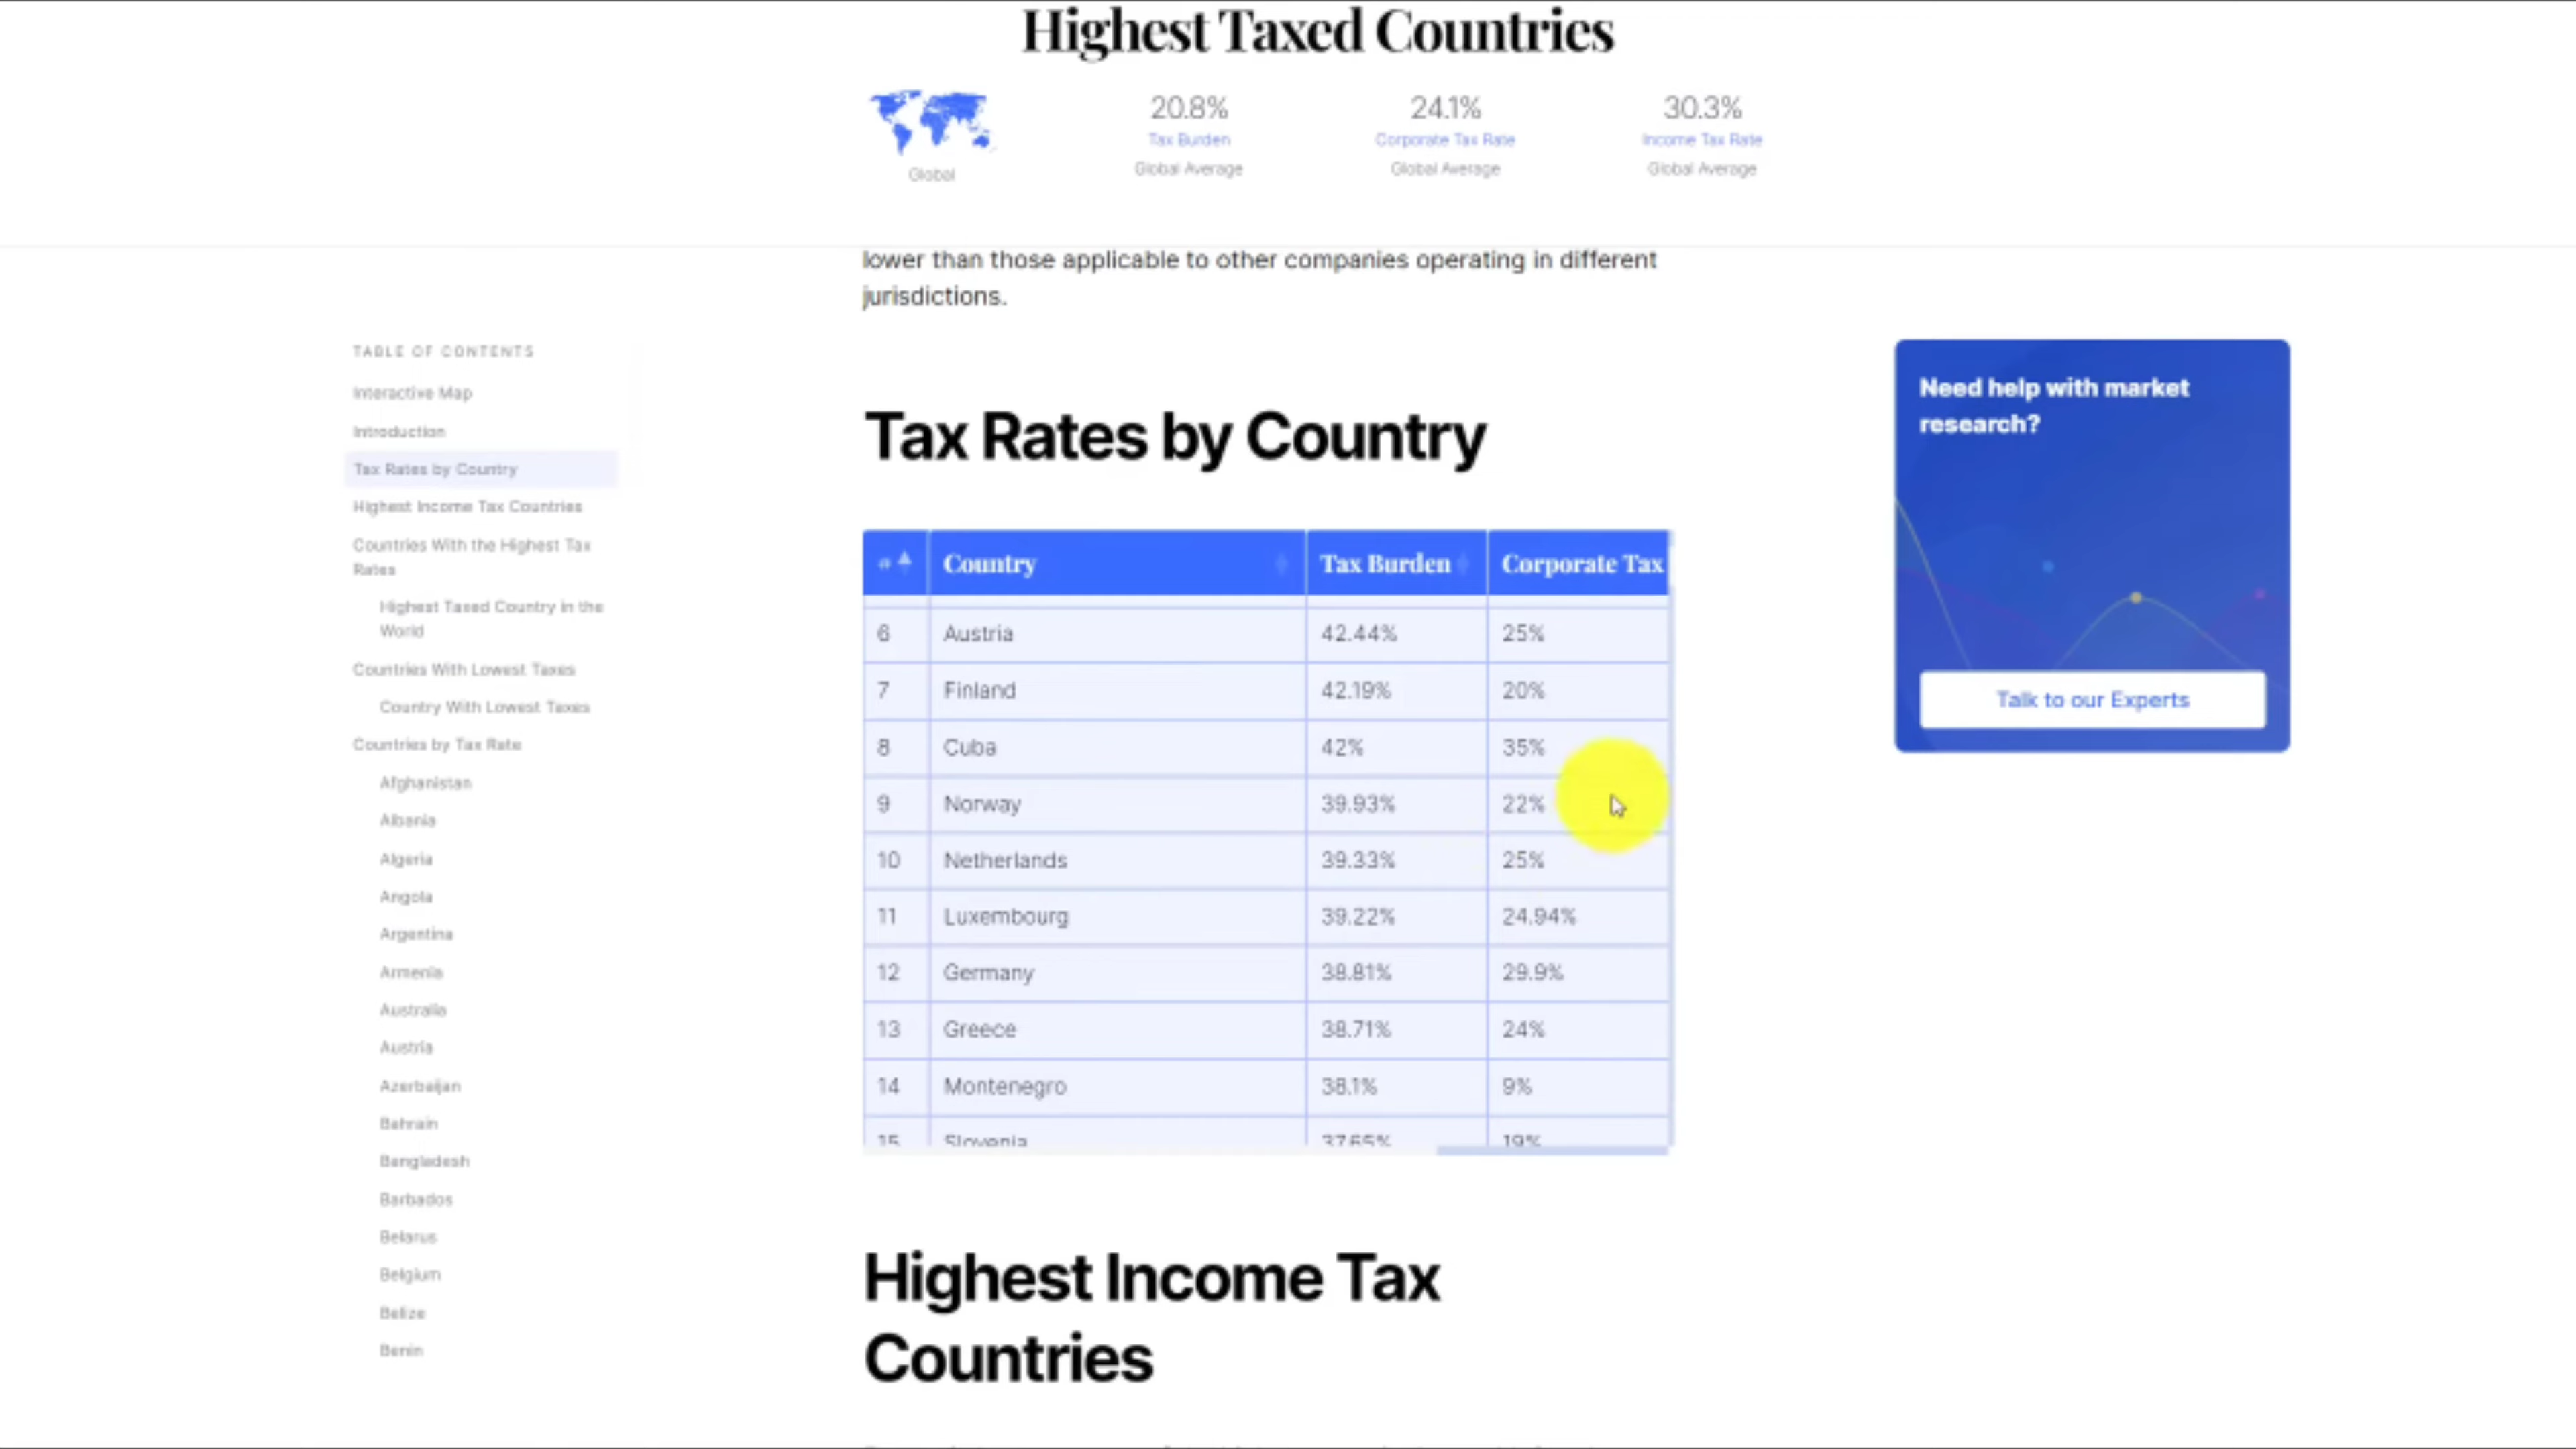 Highest Taxed Countries
20.8%
24.1%
30.3%
Tax Burden
Corporate Tax Rate
Income Tax Rate
Global
Global Average
Global Average
Global Average
lower than those applicable to other companies operating in different
jurisdictions.
TABLE OF CONTENTS
Interactive Map
Introduction
Tax Rates by Country
Highest Income Tax Countries
Countries With the Highest Tax
Rates
Highest Taxed Country in the
World
Countries With Lowest Taxes
Country With Lowest Taxes
Countries by Tax Rate
Afghanistan
Albania
Algeria
Angola
Argentina
Armenia
Australia
Austria
Azerbaijan
Bahrain
Bangladesh
Barbados
Belarus
Belgium
Belize
Benin
Tax Rates by Country
# Country Tax Burden Corporate Tax
6 Austria 42.44% 25%
7 Finland 42.19% 20%
8 Cuba 42% 35%
9 Norway 39.93% 22%
10 Netherlands 39.33% 25%
11 Luxembourg 39.22% 24.94%
12 Germany 38.81% 29.9%
13 Greece 38.71% 24%
14 Montenegro 38.1% 9%
15 Slovenia 37.65% 19%
Highest Income Tax
Countries
Need help with market
research?
Talk to our Experts